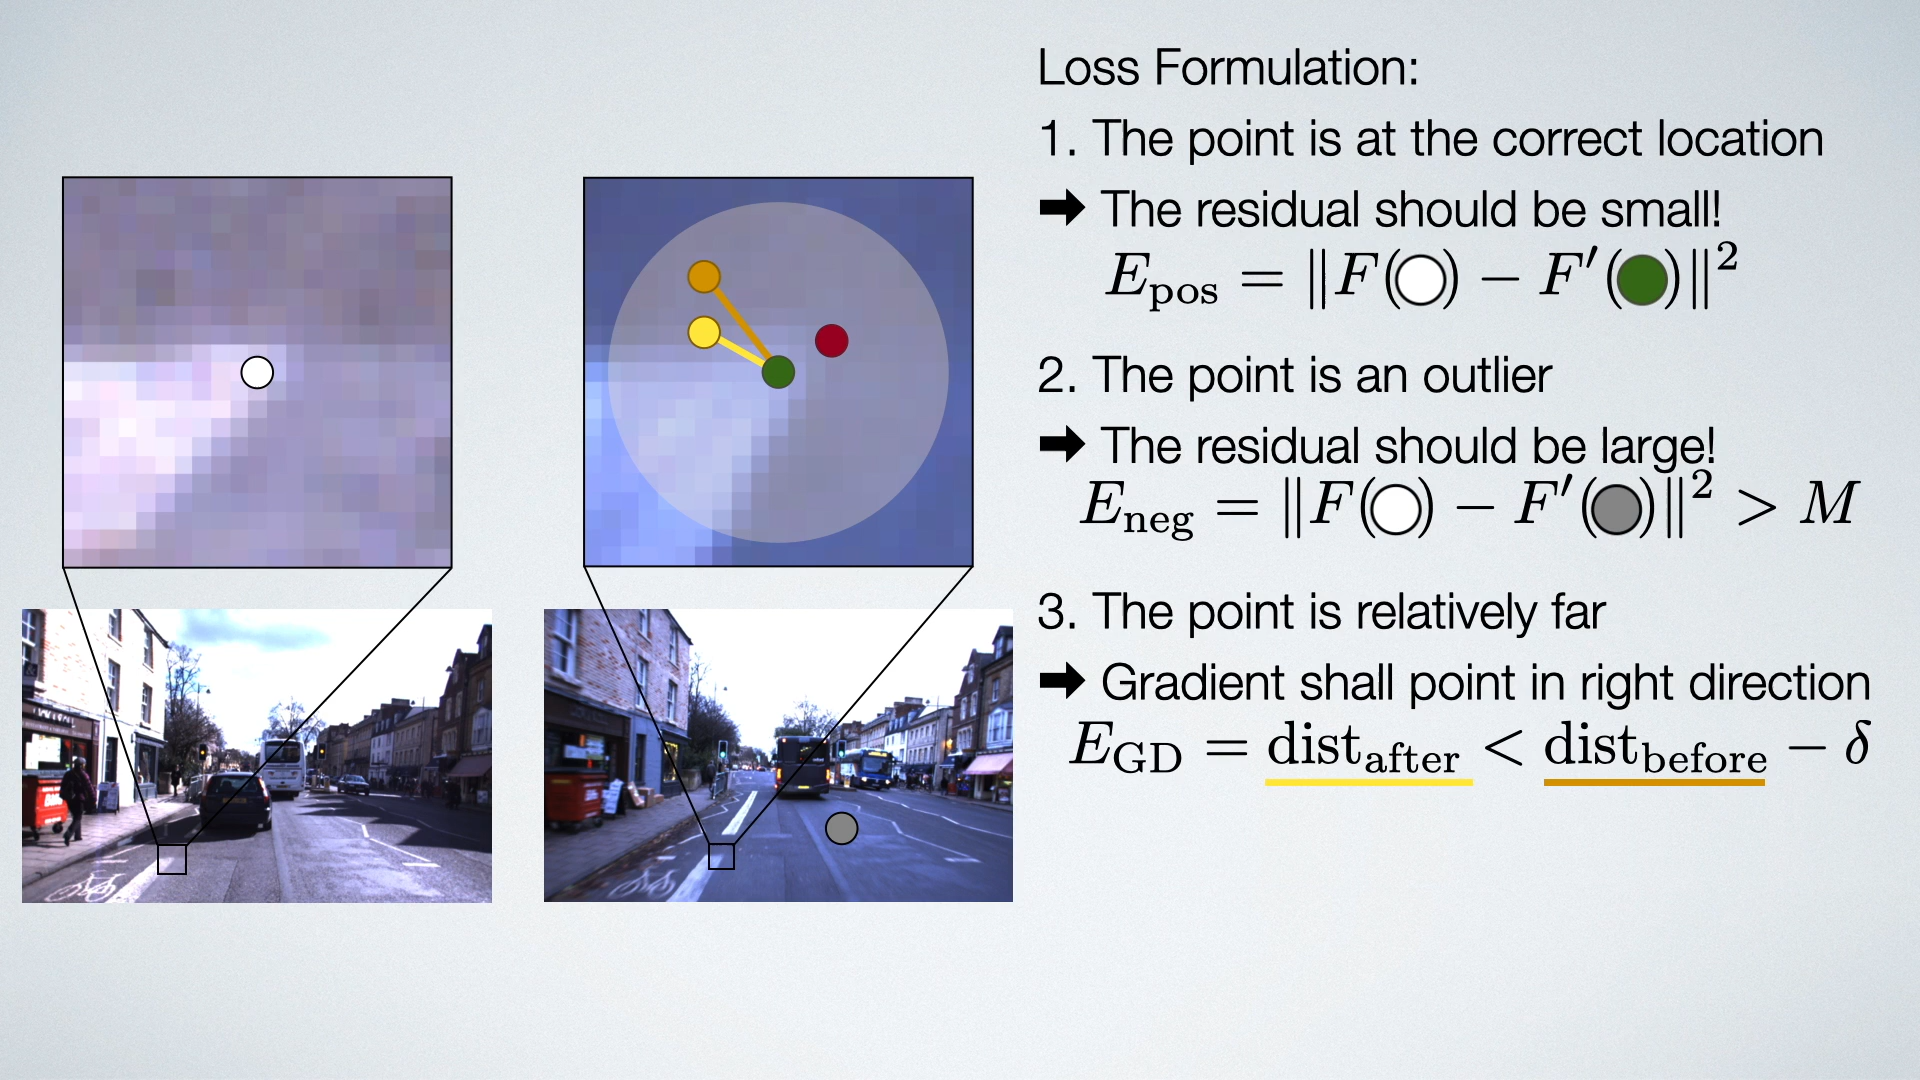 Loss Formulation:
1. The point is at the correct location
➡ The residual should be small!
E_pos = ‖F(○) − F′(●)‖²
2. The point is an outlier
➡ The residual should be large!
E_neg = ‖F(○) − F′(●)‖² > M
3. The point is relatively far
➡ Gradient shall point in right direction
E_GD = dist_after < dist_before − δ